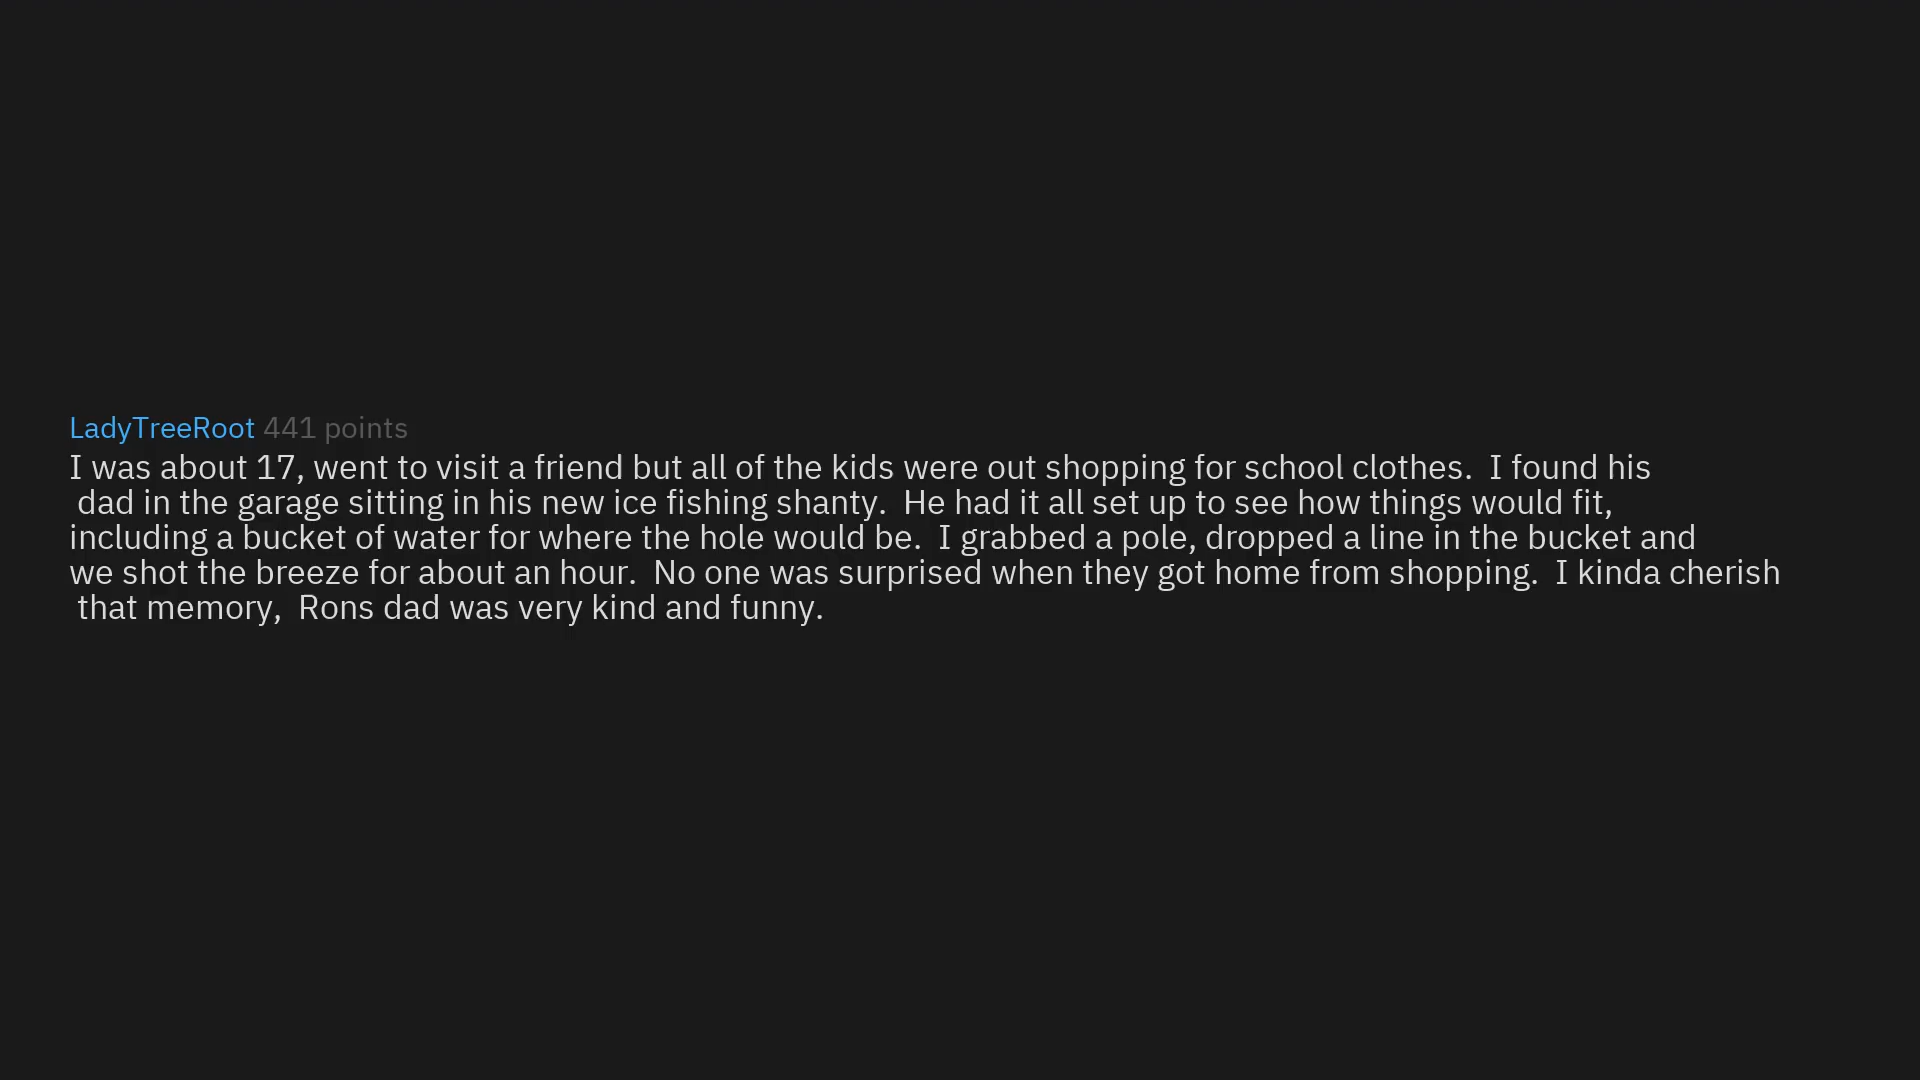 LadyTreeRoot 441 points
I was about 17, went to visit a friend but all of the kids were out shopping for school clothes.  I found his
dad in the garage sitting in his new ice fishing shanty.  He had it all set up to see how things would fit,
including a bucket of water for where the hole would be.  I grabbed a pole, dropped a line in the bucket and
we shot the breeze for about an hour.  No one was surprised when they got home from shopping.  I kinda cherish
that memory,  Rons dad was very kind and funny.